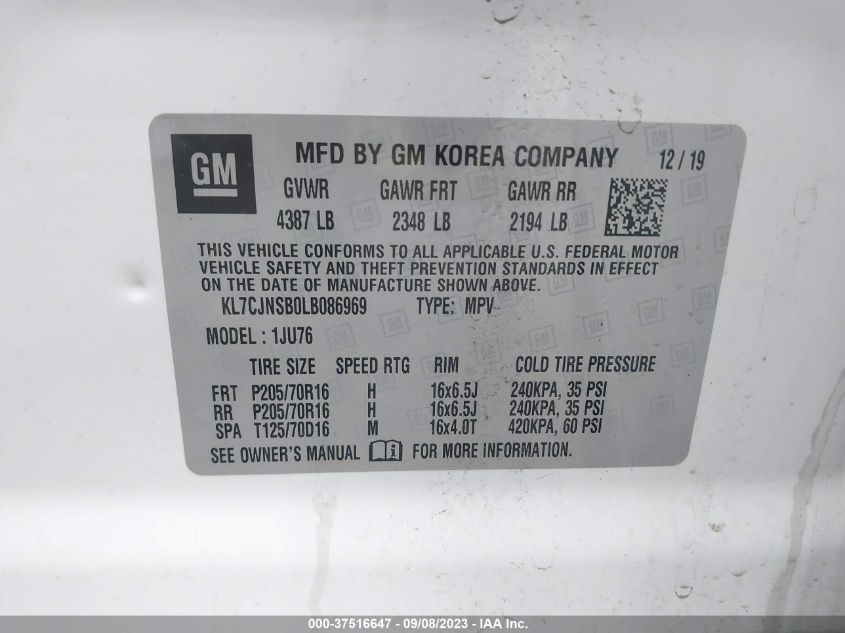 GM
MFD BY GM KOREA COMPANY 12/19
GVWR GAWR FRT GAWR RR
4387 LB 2348 LB 2194 LB
THIS VEHICLE CONFORMS TO ALL APPLICABLE U.S. FEDERAL MOTOR
VEHICLE SAFETY AND THEFT PREVENTION STANDARDS IN EFFECT
ON THE DATE OF MANUFACTURE SHOWN ABOVE.
KL7CJNSB0LB086969 TYPE: MPV
MODEL : 1JU76
TIRE SIZE SPEED RTG RIM COLD TIRE PRESSURE
FRT P205/70R16 H 16x6.5J 240KPA, 35 PSI
RR P205/70R16 H 16x6.5J 240KPA, 35 PSI
SPA T125/70D16 M 16x4.0T 420KPA, 60 PSI
SEE OWNER'S MANUAL i FOR MORE INFORMATION.
000-37516647 - 09/08/2023 - IAA Inc.